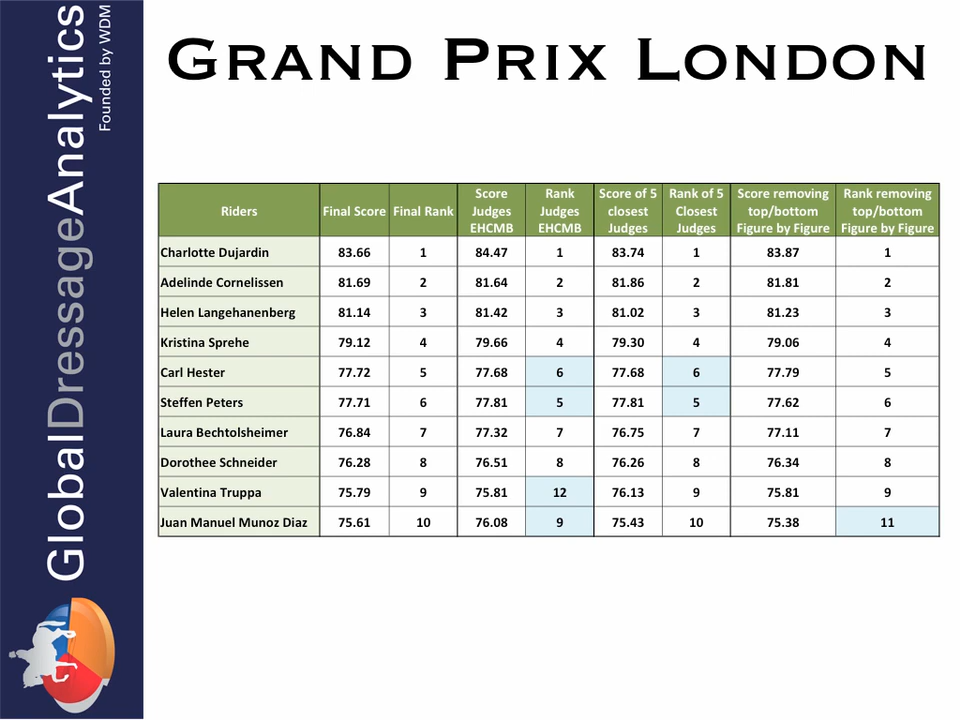 GRAND PRIX LONDON
GlobalDressageAnalytics
Founded by WDM
Riders Final Score Final Rank Score Judges EHCMB Rank Judges EHCMB Score of 5 closest Judges Rank of 5 Closest Judges Score removing top/bottom Figure by Figure Rank removing top/bottom Figure by Figure
Charlotte Dujardin 83.66 1 84.47 1 83.74 1 83.87 1
Adelinde Cornelissen 81.69 2 81.64 2 81.86 2 81.81 2
Helen Langehanenberg 81.14 3 81.42 3 81.02 3 81.23 3
Kristina Sprehe 79.12 4 79.66 4 79.30 4 79.06 4
Carl Hester 77.72 5 77.68 6 77.68 6 77.79 5
Steffen Peters 77.71 6 77.81 5 77.81 5 77.62 6
Laura Bechtolsheimer 76.84 7 77.32 7 76.75 7 77.11 7
Dorothee Schneider 76.28 8 76.51 8 76.26 8 76.34 8
Valentina Truppa 75.79 9 75.81 12 76.13 9 75.81 9
Juan Manuel Munoz Diaz 75.61 10 76.08 9 75.43 10 75.38 11